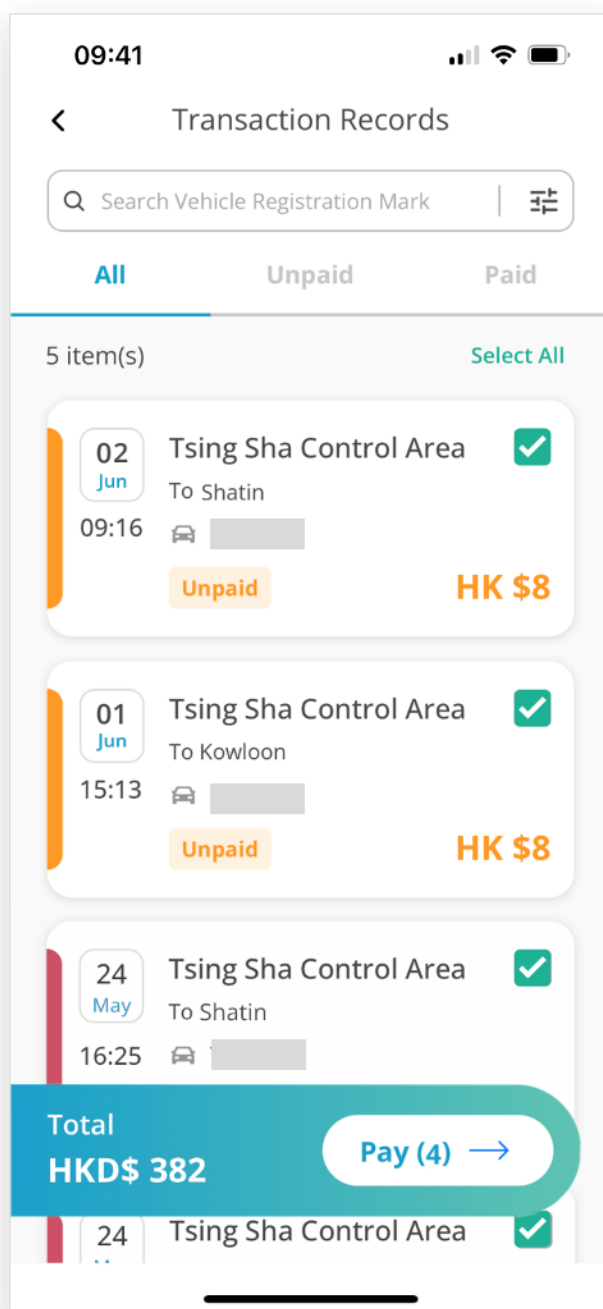 09:41
Transaction Records
Search Vehicle Registration Mark
All Unpaid Paid
5 item(s) Select All
02 Jun
Tsing Sha Control Area
To Shatin
09:16
Unpaid HK $8
01 Jun
Tsing Sha Control Area
To Kowloon
15:13
Unpaid HK $8
24 May
Tsing Sha Control Area
To Shatin
16:25
Total
HKD$ 382
Pay (4)
24
Tsing Sha Control Area